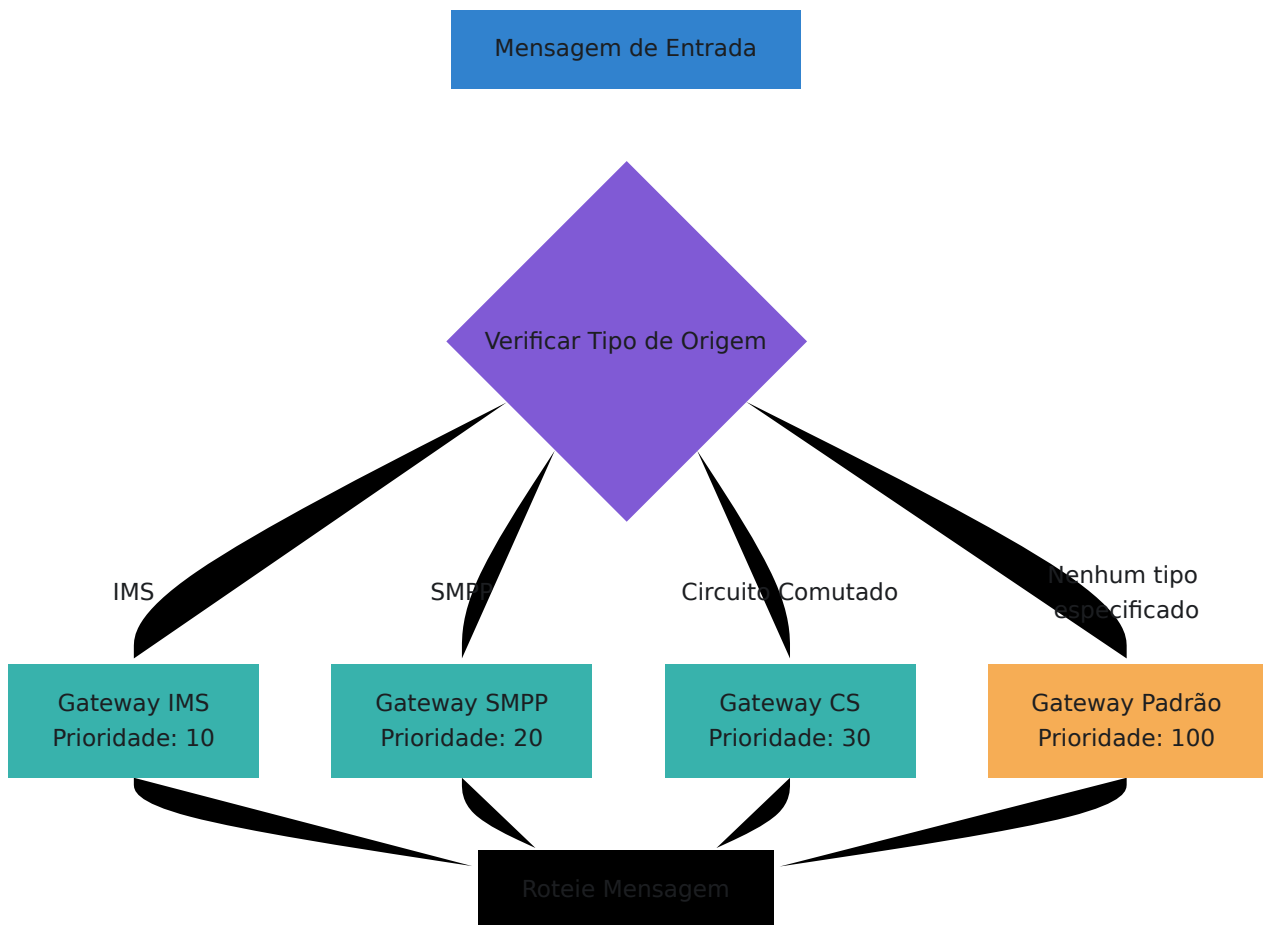 Mensagem de Entrada
Verificar Tipo de Origem
IMS
SMPP
Circuito Comutado
Nenhum tipo
especificado
Gateway IMS
Prioridade: 10
Gateway SMPP
Prioridade: 20
Gateway CS
Prioridade: 30
Gateway Padrão
Prioridade: 100
Roteie Mensagem